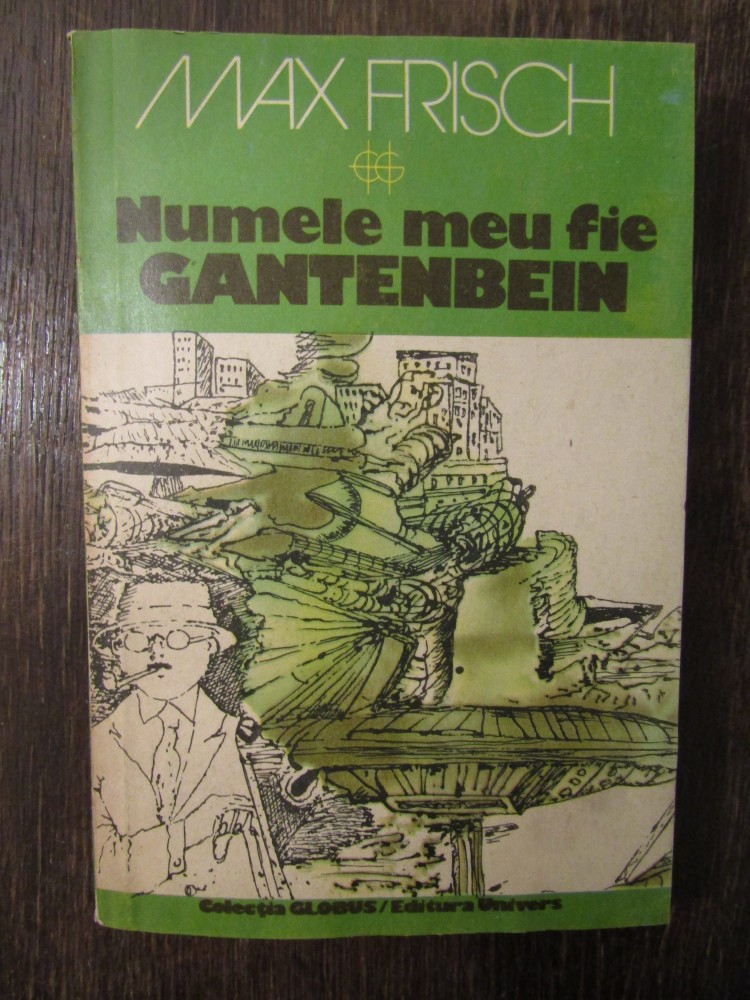 MAX FRISCH
Numele meu fie
GANTENBEIN
Colecția GLOBUS/Editura Univers